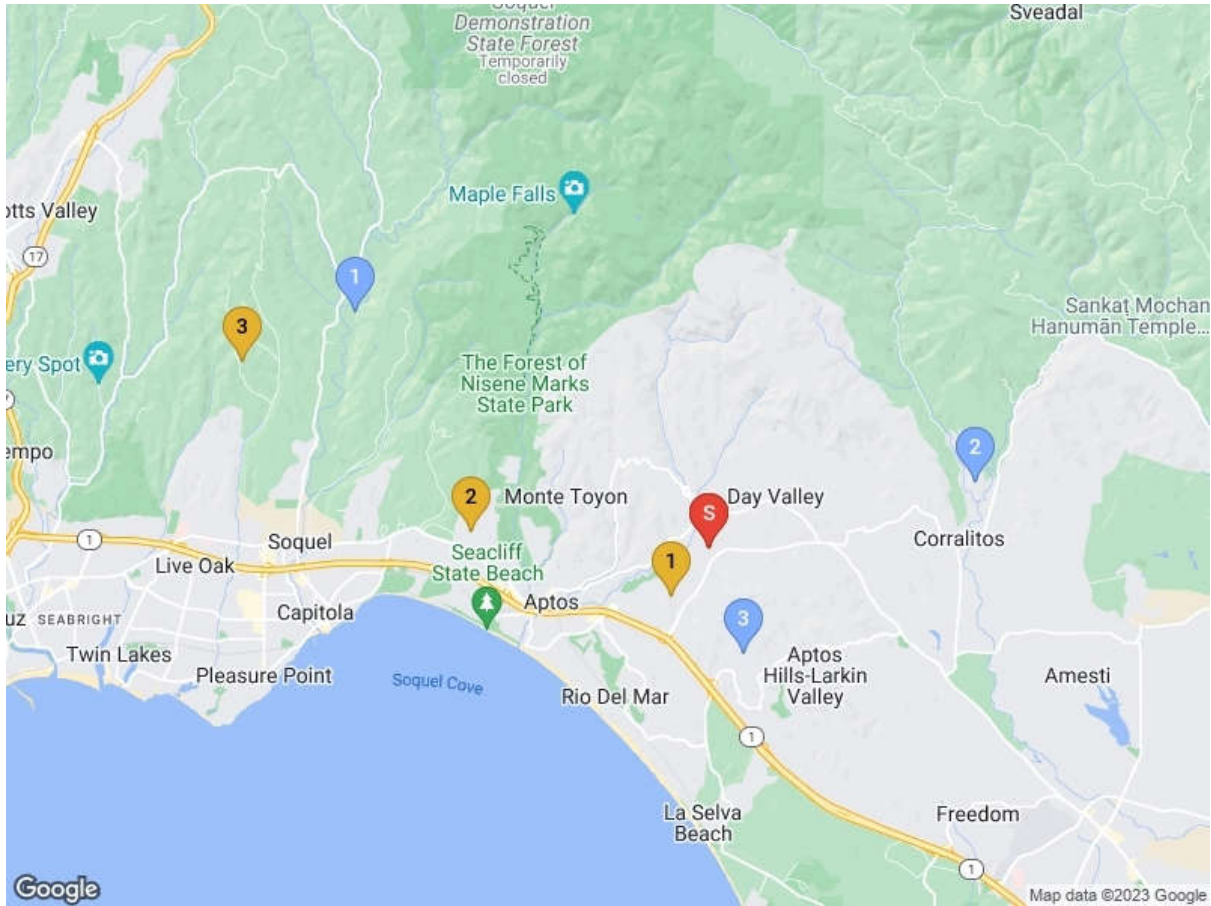 Soquel
Demonstration
State Forest
Temporarily
closed
Sveadal
otts Valley
Maple Falls
17
1
3
ery Spot
Sankaṭ Mochan
Hanumān Temple...
The Forest of
Nisene Marks
State Park
2
empo
2
Monte Toyon
S
Day Valley
1
Soquel
Corralitos
Live Oak
Seacliff
State Beach
1
Capitola
Aptos
uz
SEABRIGHT
3
Twin Lakes
Pleasure Point
Soquel Cove
Rio Del Mar
Aptos
Hills-Larkin
Valley
Amesti
1
La Selva
Beach
Freedom
1
Google
Map data ©2023 Google